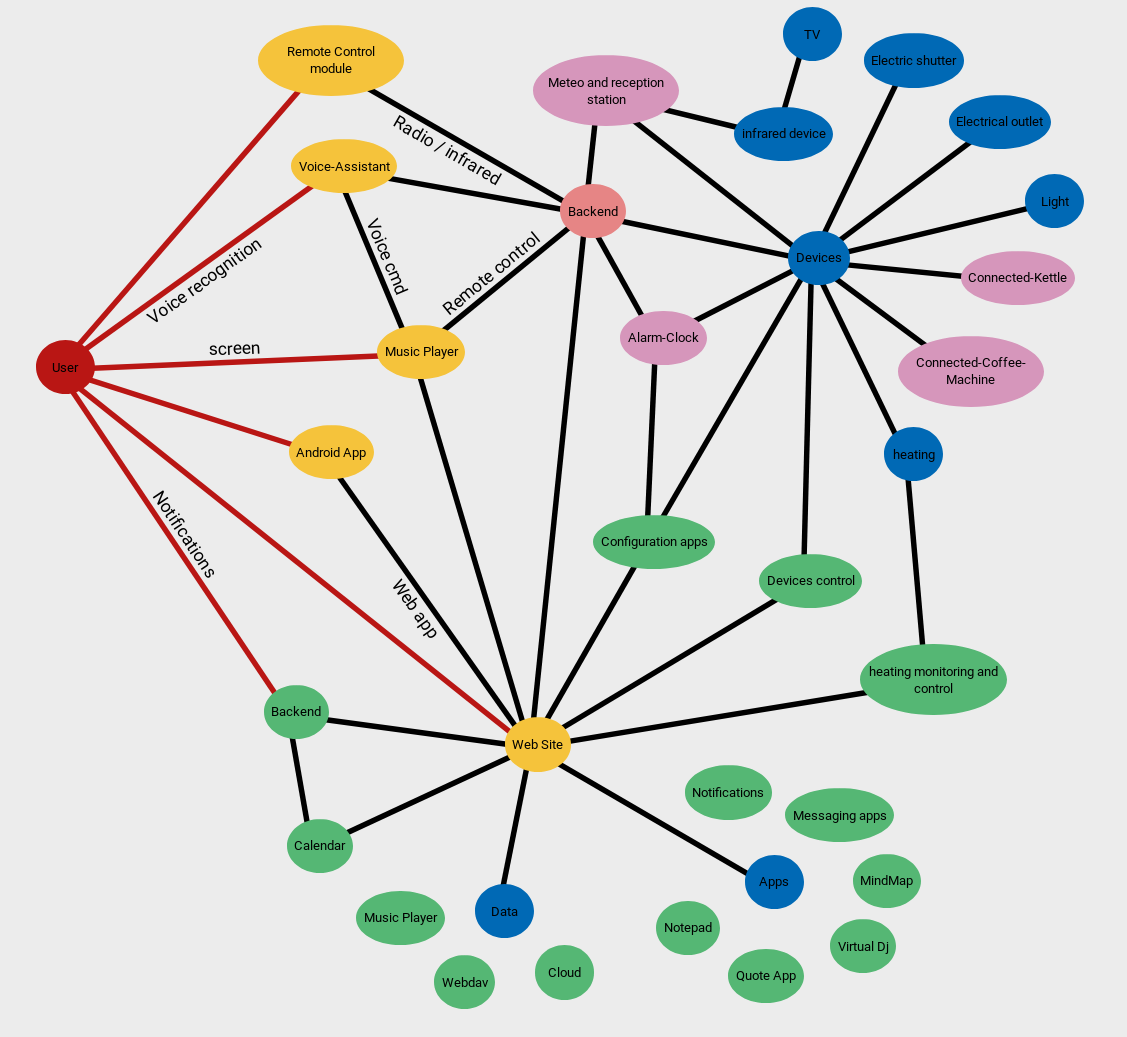 TV
Remote Control
module
Electric shutter
Meteo and reception
station
Electrical outlet
infrared device
Radio / infrared
Voice-Assistant
Light
Backend
Voice cmd
Devices
Remote control
Voice recognition
Connected-Kettle
Alarm-Clock
screen
Music Player
User
Connected-Coffee-
Machine
Android App
heating
Notifications
Configuration apps
Devices control
Web app
heating monitoring and
control
Backend
Web Site
Notifications
Messaging apps
Calendar
Apps
MindMap
Music Player
Data
Notepad
Virtual Dj
Cloud
Quote App
Webdav